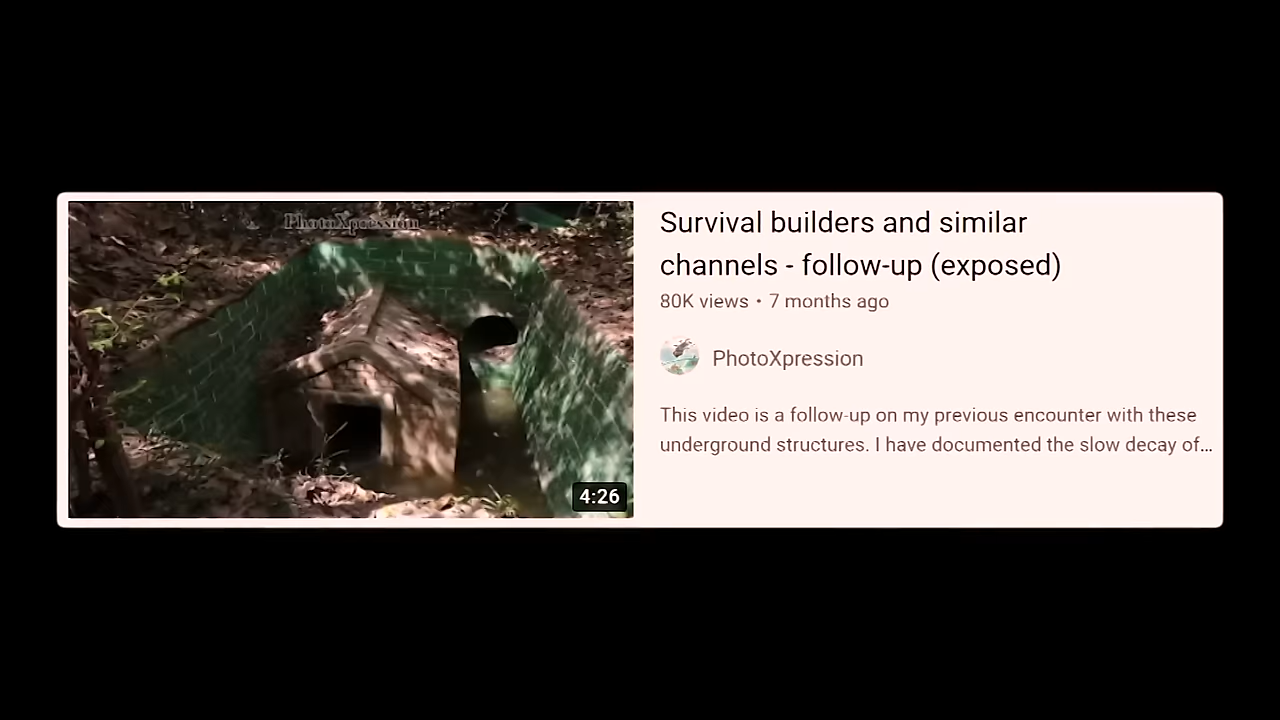 PhotoXpression
Survival builders and similar
channels - follow-up (exposed)
80K views • 7 months ago
PhotoXpression
This video is a follow-up on my previous encounter with these
underground structures. I have documented the slow decay of...
4:26